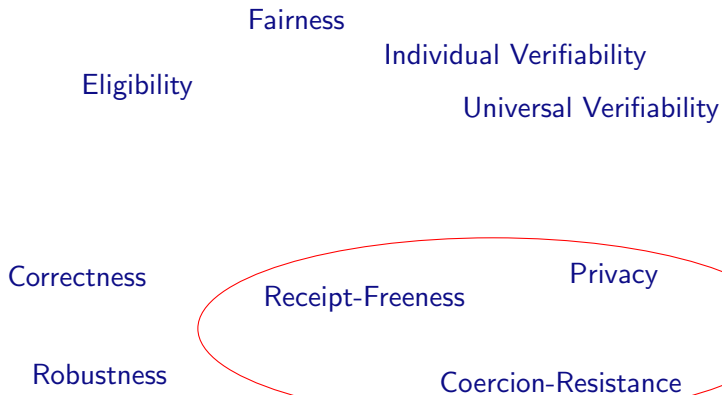 Fairness
Individual Verifiability
Eligibility
Universal Verifiability
Correctness
Privacy
Receipt-Freeness
Robustness
Coercion-Resistance